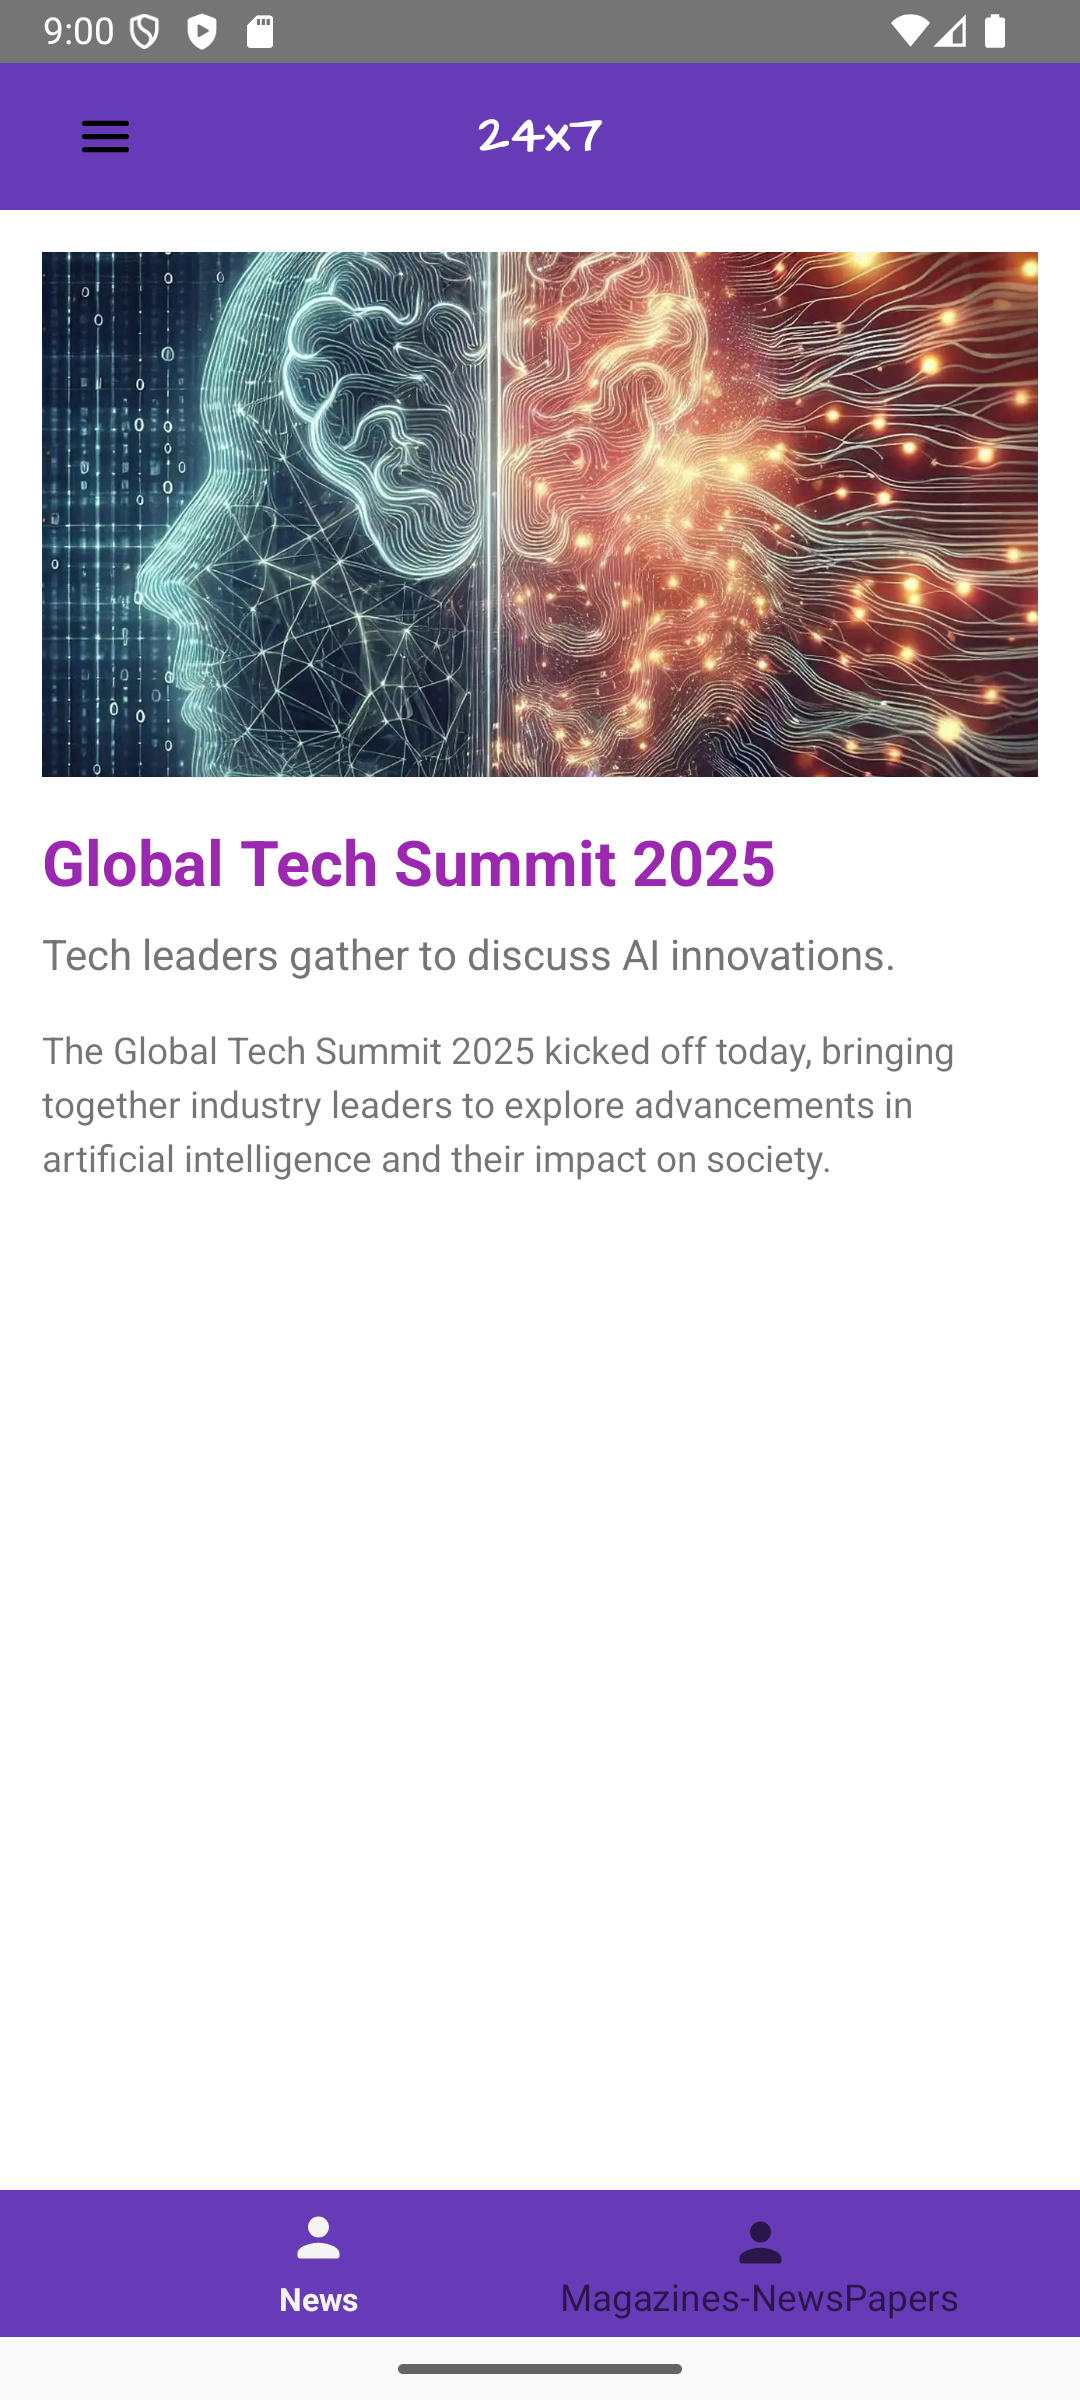 9:00
24x7
Global Tech Summit 2025
Tech leaders gather to discuss AI innovations.
The Global Tech Summit 2025 kicked off today, bringing
together industry leaders to explore advancements in
artificial intelligence and their impact on society.
News
Magazines-NewsPapers